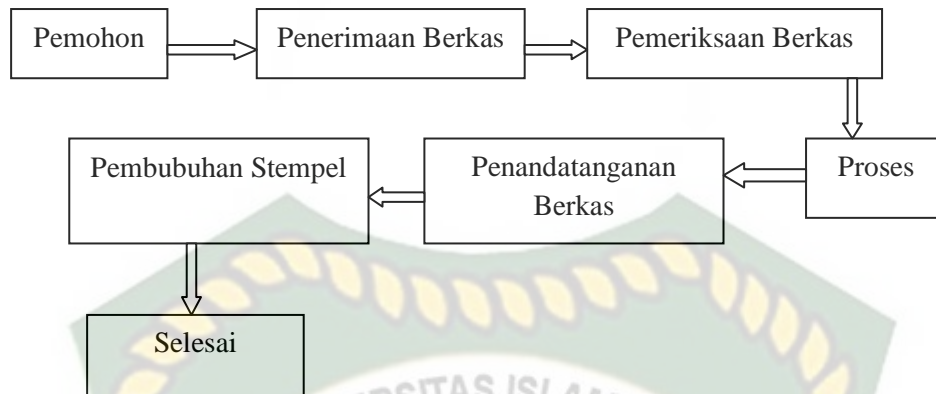 Pemohon
Penerimaan Berkas
Pemeriksaan Berkas
Proses
Penandatanganan
Berkas
Pembubuhan Stempel
Selesai